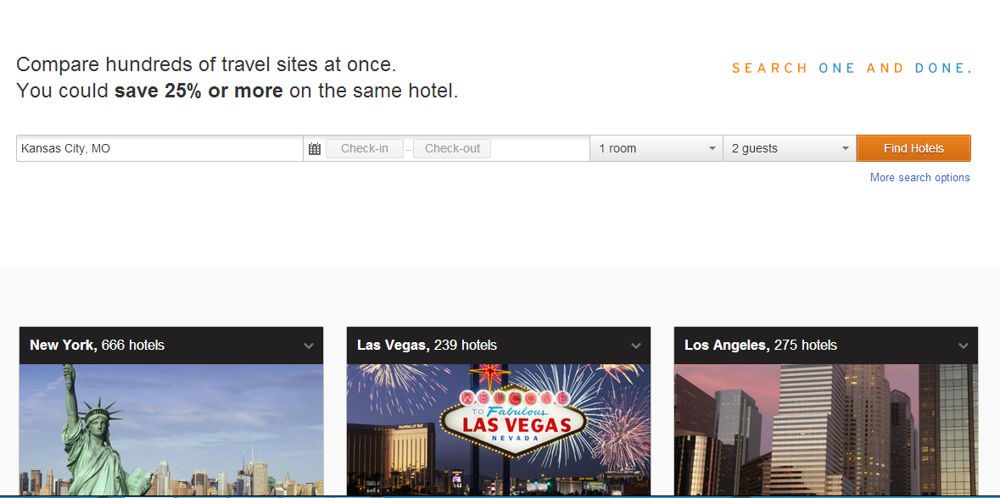 Compare hundreds of travel sites at once.
You could save 25% or more on the same hotel.
SEARCH ONE AND DONE.
Kansas City, MO
Check-in – Check-out
1 room
2 guests
Find Hotels
More search options
New York, 666 hotels
Las Vegas, 239 hotels
Los Angeles, 275 hotels
MANDALAY BAY
WELCOME
TO Fabulous
LAS VEGAS
NEVADA